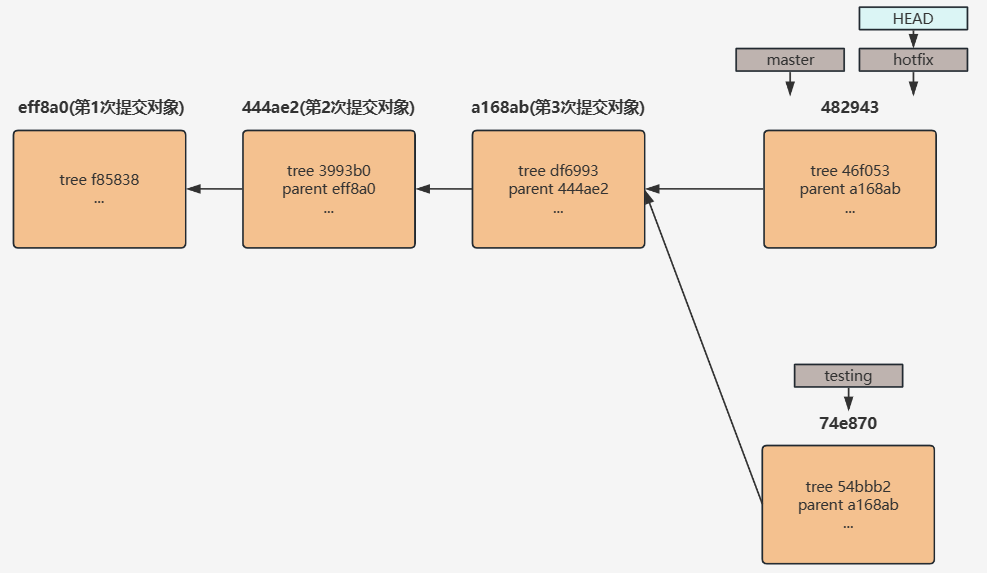 HEAD
master
hotfix
eff8a0(第1次提交对象)
444ae2(第2次提交对象)
a168ab(第3次提交对象)
482943
tree f85838
...
tree 3993b0
parent eff8a0
...
tree df6993
parent 444ae2
...
tree 46f053
parent a168ab
...
testing
74e870
tree 54bbb2
parent a168ab
...